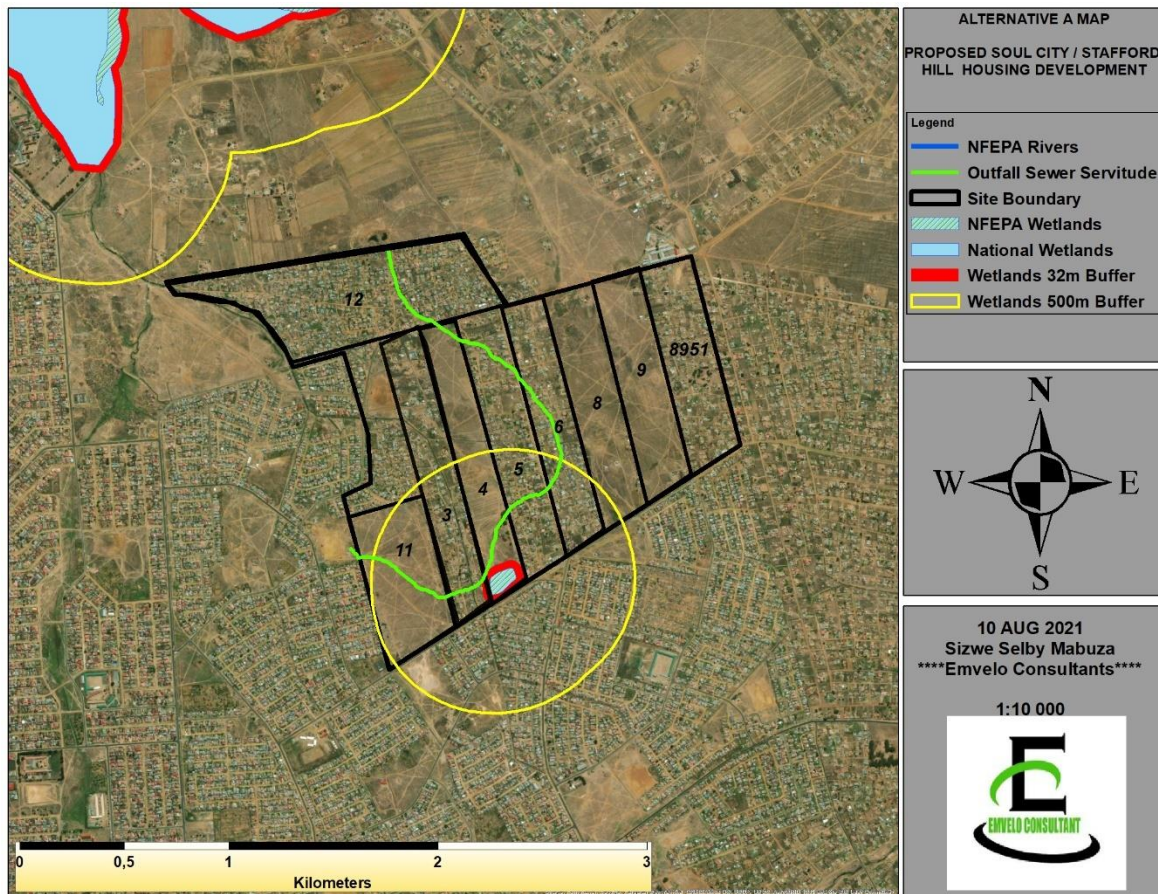 ALTERNATIVE A MAP
PROPOSED SOUL CITY / STAFFORD
HILL HOUSING DEVELOPMENT
Legend
NFEPA Rivers
Outfall Sewer Servitude
Site Boundary
NFEPA Wetlands
National Wetlands
Wetlands 32m Buffer
Wetlands 500m Buffer
12
8951
9
8
6
5
4
3
11
N
W
E
S
10 AUG 2021
Sizwe Selby Mabuza
****Emvelo Consultants****
1:10 000
E
EMVELO CONSULTANT
0 0,5 1 2 3
Kilometers